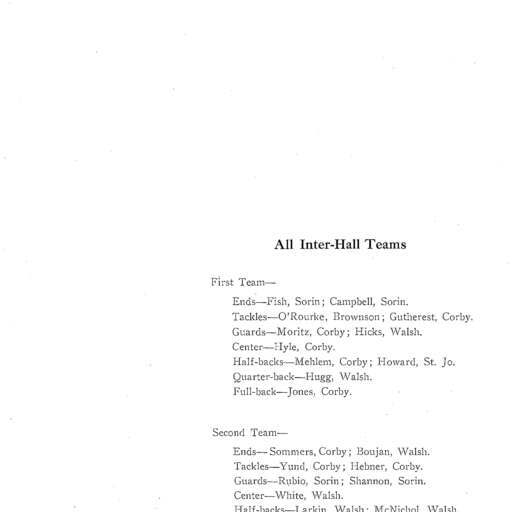 All Inter-Hall Teams
First Team—
Ends—Fish, Sorin; Campbell, Sorin.
Tackles—O'Rourke, Brownson; Gutherest, Corby.
Guards—Moritz, Corby; Hicks, Walsh.
Center—Hyle, Corby.
Half-backs—Mehlem, Corby; Howard, St. Jo.
Quarter-back—Hugg, Walsh.
Full-back—Jones, Corby.
Second Team—
Ends—Sommers, Corby; Boujan, Walsh.
Tackles—Yund, Corby; Hebner, Corby.
Guards—Rubio, Sorin; Shannon, Sorin.
Center—White, Walsh.
Half-backs—Larkin, Walsh; McNichol, Walsh